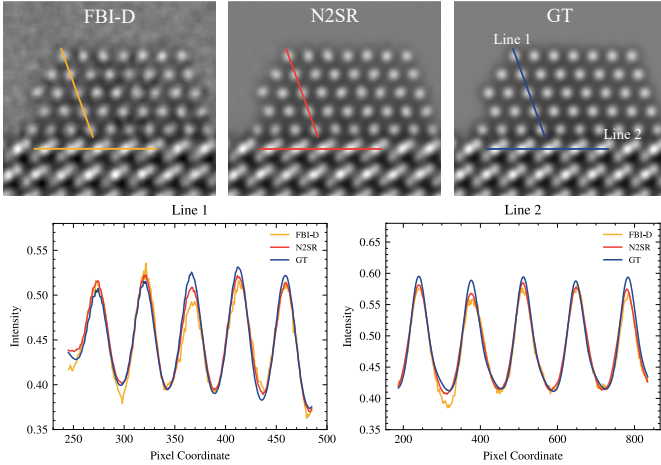 FBI-D
N2SR
GT
Line 1
Line 2
Line 1
Line 2
FBI-D
N2SR
GT
FBI-D
N2SR
GT
Intensity
0.55
0.50
0.45
0.40
0.35
250
300
350
400
450
500
Pixel Coordinate
Intensity
0.65
0.60
0.55
0.50
0.45
0.40
0.35
200
400
600
800
Pixel Coordinate